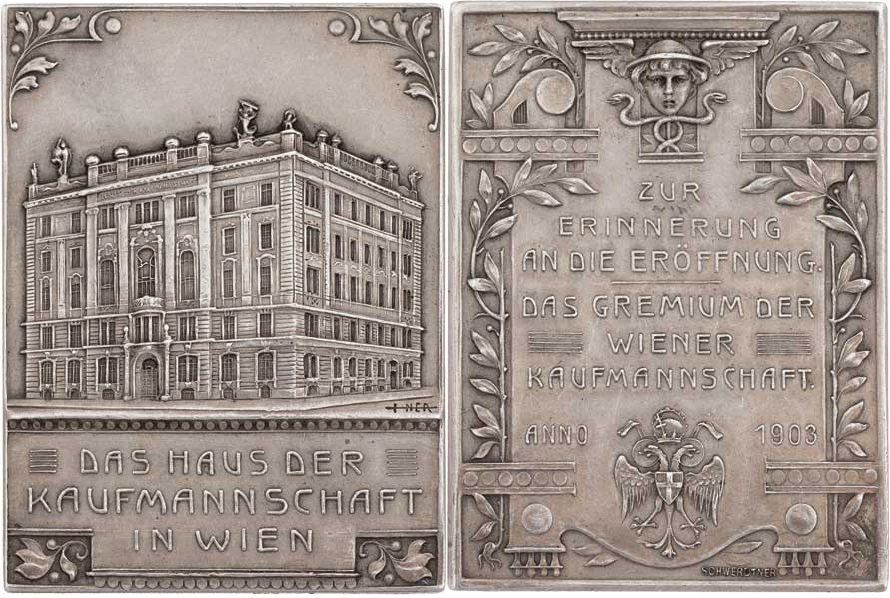 DAS HAUS DER
KAUFMANNSCHAFT
IN WIEN
ZUR
ERINNERUNG
AN DIE ERÖFFNUNG.
DAS GREMIUM DER
WIENER
KAUFMANNSCHAFT.
ANNO 1903
SCHWERDTNER